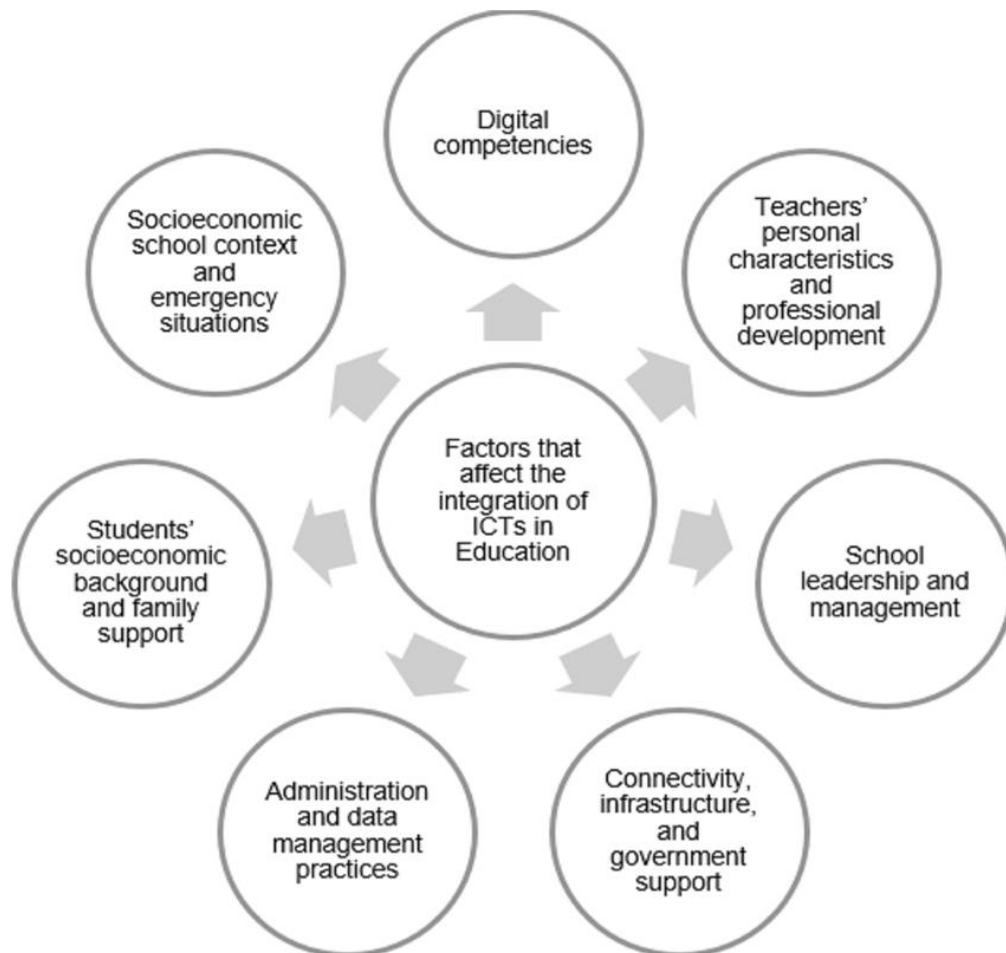 Digital
competencies
Teachers’
personal
characteristics
and
professional
development
School
leadership and
management
Connectivity,
infrastructure,
and
government
support
Administration
and data
management
practices
Students’
socioeconomic
background
and family
support
Socioeconomic
school context
and
emergency
situations
Factors that
affect the
integration of
ICTs in
Education